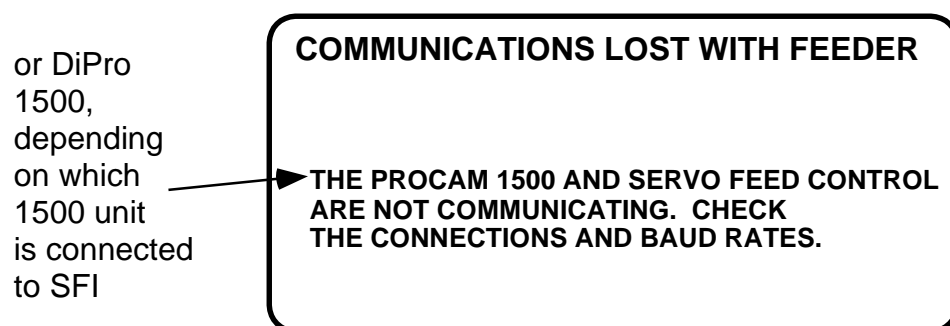 or DiPro
1500,
depending
on which
1500 unit
is connected
to SFI
COMMUNICATIONS LOST WITH FEEDER
THE PROCAM 1500 AND SERVO FEED CONTROL
ARE NOT COMMUNICATING.  CHECK
THE CONNECTIONS AND BAUD RATES.